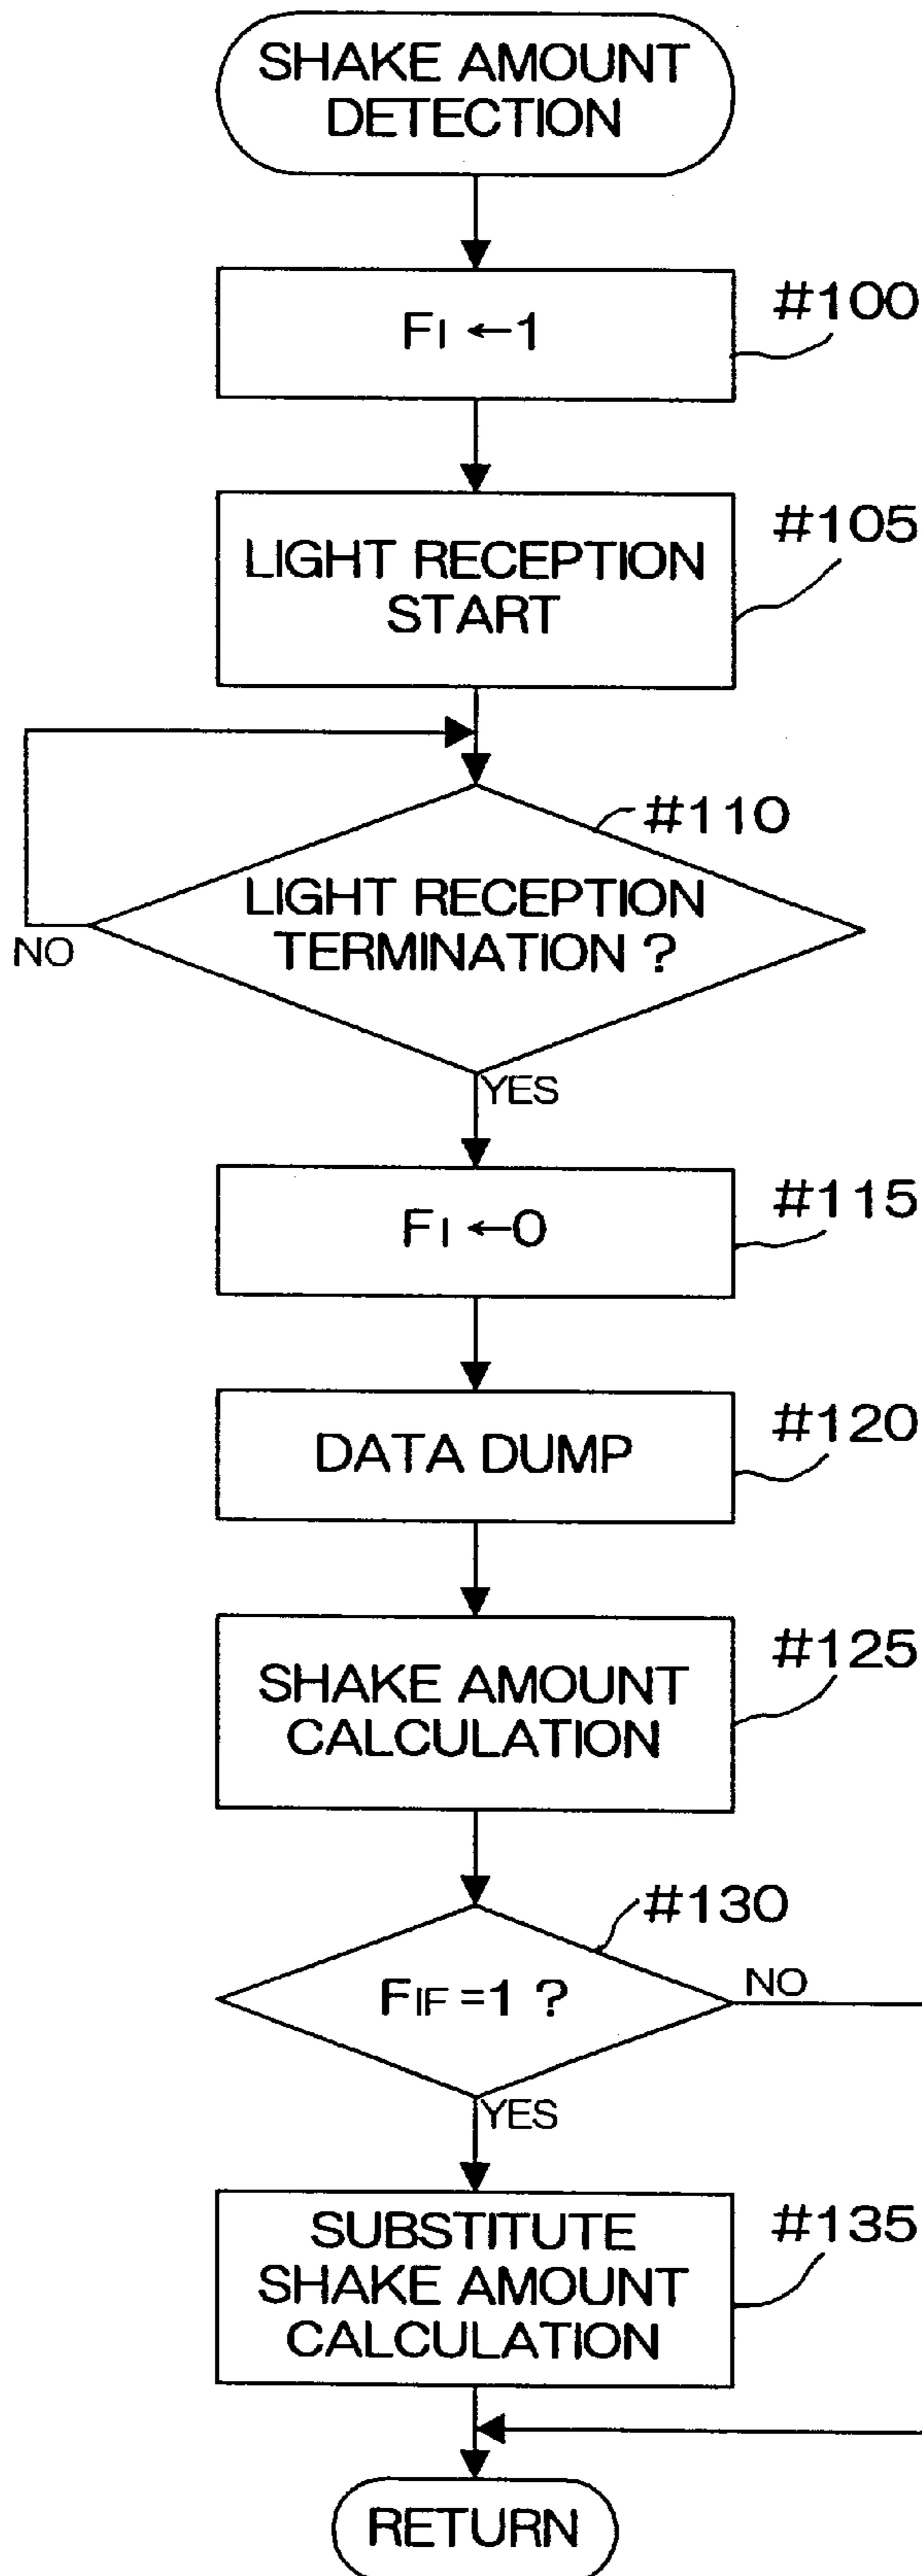 SHAKE AMOUNT
DETECTION
FI ←1
#100
LIGHT RECEPTION
START
#105
#110
LIGHT RECEPTION
TERMINATION ?
NO
YES
FI ←0
#115
DATA DUMP
#120
SHAKE AMOUNT
CALCULATION
#125
#130
FIF =1 ?
NO
YES
SUBSTITUTE
SHAKE AMOUNT
CALCULATION
#135
RETURN